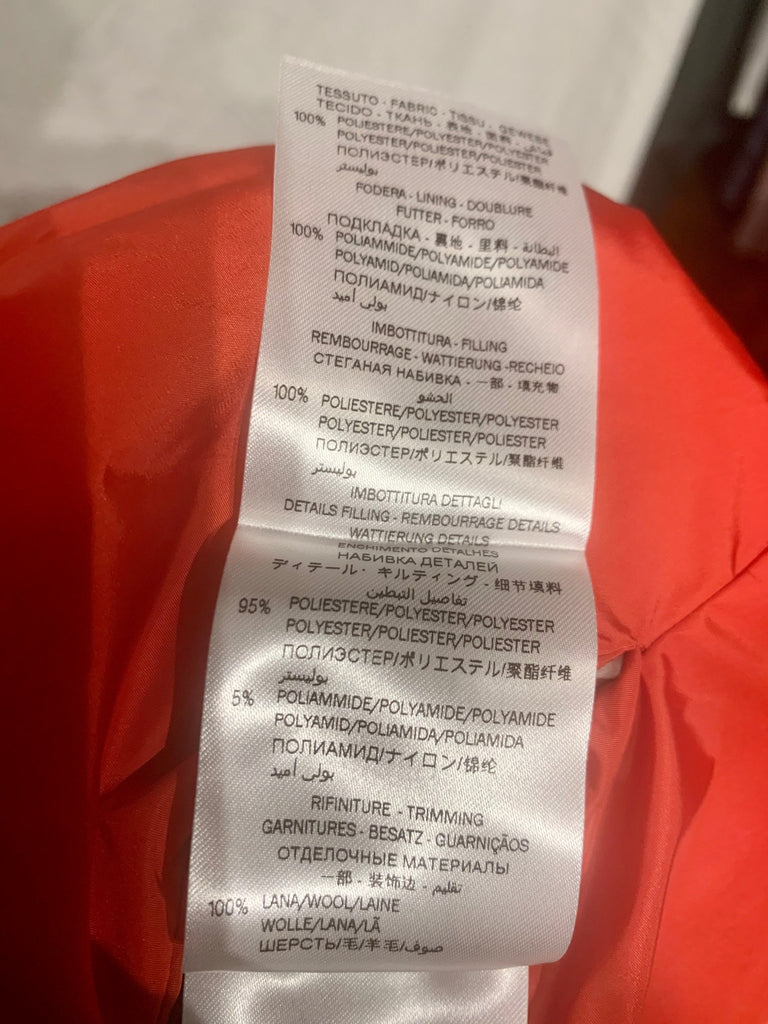 TESSUTO - FABRIC - TISSU - GEWEBE
TECIDO - ТКАНЬ - 表地 - 面料 - قماش
100% POLIESTERE/POLYESTER/POLYESTER
POLYESTER/POLIESTER/POLIESTER
ПОЛИЭСТЕР/ポリエステル/聚酯纤维
بوليستر
FODERA - LINING - DOUBLURE
FUTTER - FORRO
ПОДКЛАДКА - 裏地 - 里料 - البطانة
100% POLIAMMIDE/POLYAMIDE/POLYAMIDE
POLYAMID/POLIAMIDA/POLIAMIDA
ПОЛИАМИД/ナイロン/锦纶
بولي أميد
IMBOTTITURA - FILLING
REMBOURRAGE - WATTIERUNG -RECHEIO
СТЕГАНАЯ НАБИВКА - 一部 - 填充物
الحشو
100% POLIESTERE/POLYESTER/POLYESTER
POLYESTER/POLIESTER/POLIESTER
ПОЛИЭСТЕР/ポリエステル/聚酯纤维
بوليستر
IMBOTTITURA DETTAGLI
DETAILS FILLING - REMBOURRAGE DETAILS
WATTIERUNG DETAILS
ENCHIMENTO DETALHES
НАБИВКА ДЕТАЛЕЙ
ディテール・キルティング - 细节填料
تفاصيل التبطين
95% POLIESTERE/POLYESTER/POLYESTER
POLYESTER/POLIESTER/POLIESTER
ПОЛИЭСТЕР/ポリエステル/聚酯纤维
بوليستر
5% POLIAMMIDE/POLYAMIDE/POLYAMIDE
POLYAMID/POLIAMIDA/POLIAMIDA
ПОЛИАМИД/ナイロン/锦纶
بولي أميد
RIFINITURE - TRIMMING
GARNITURES - BESATZ - GUARNIÇÃOS
ОТДЕЛОЧНЫЕ МАТЕРИАЛЫ
一部 - 装饰边 - تقليم
100% LANA/WOOL/LAINE
WOLLE/LANA/LÃ
ШЕРСТЬ/毛/羊毛/صوف